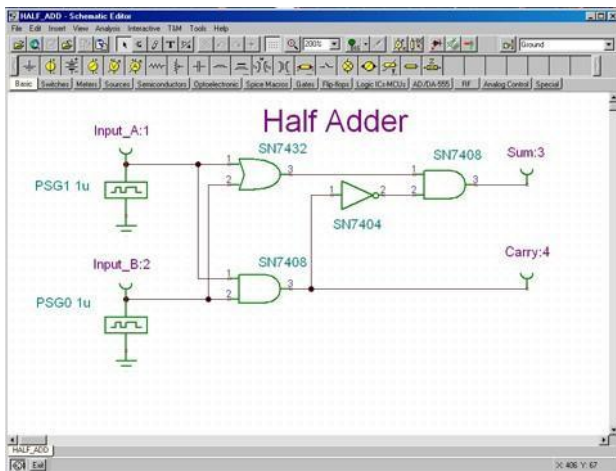 HALF_ADD - Schematic Editor
File Edit Insert View Analysis Interactive T&M Tools Help
200% Ground
Basic Switches Meters Sources Semiconductors Optoelectronic Spice Macros Gates Flip-flops Logic ICs-MCUs AD/DA-555 RF Analog Control Special
Half Adder
Input_A:1
SN7432
SN7408
Sum:3
1
2
3
1
2
3
PSG1 1u
1
2
SN7404
Input_B:2
SN7408
Carry:4
1
2
3
PSG0 1u
HALF_ADD
Exit
X: 406 Y: 67